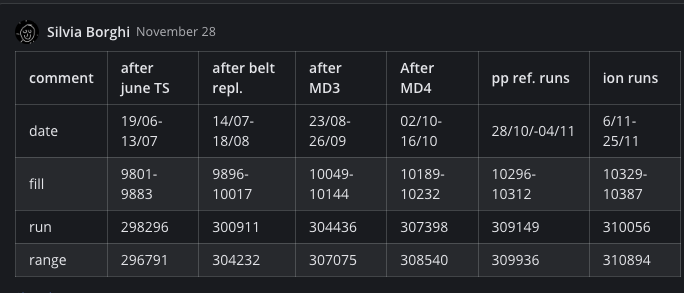 Silvia Borghi November 28
comment after june TS after belt repl. after MD3 After MD4 pp ref. runs ion runs
date 19/06-13/07 14/07-18/08 23/08-26/09 02/10-16/10 28/10/-04/11 6/11-25/11
fill 9801-9883 9896-10017 10049-10144 10189-10232 10296-10312 10329-10387
run 298296 300911 304436 307398 309149 310056
range 296791 304232 307075 308540 309936 310894